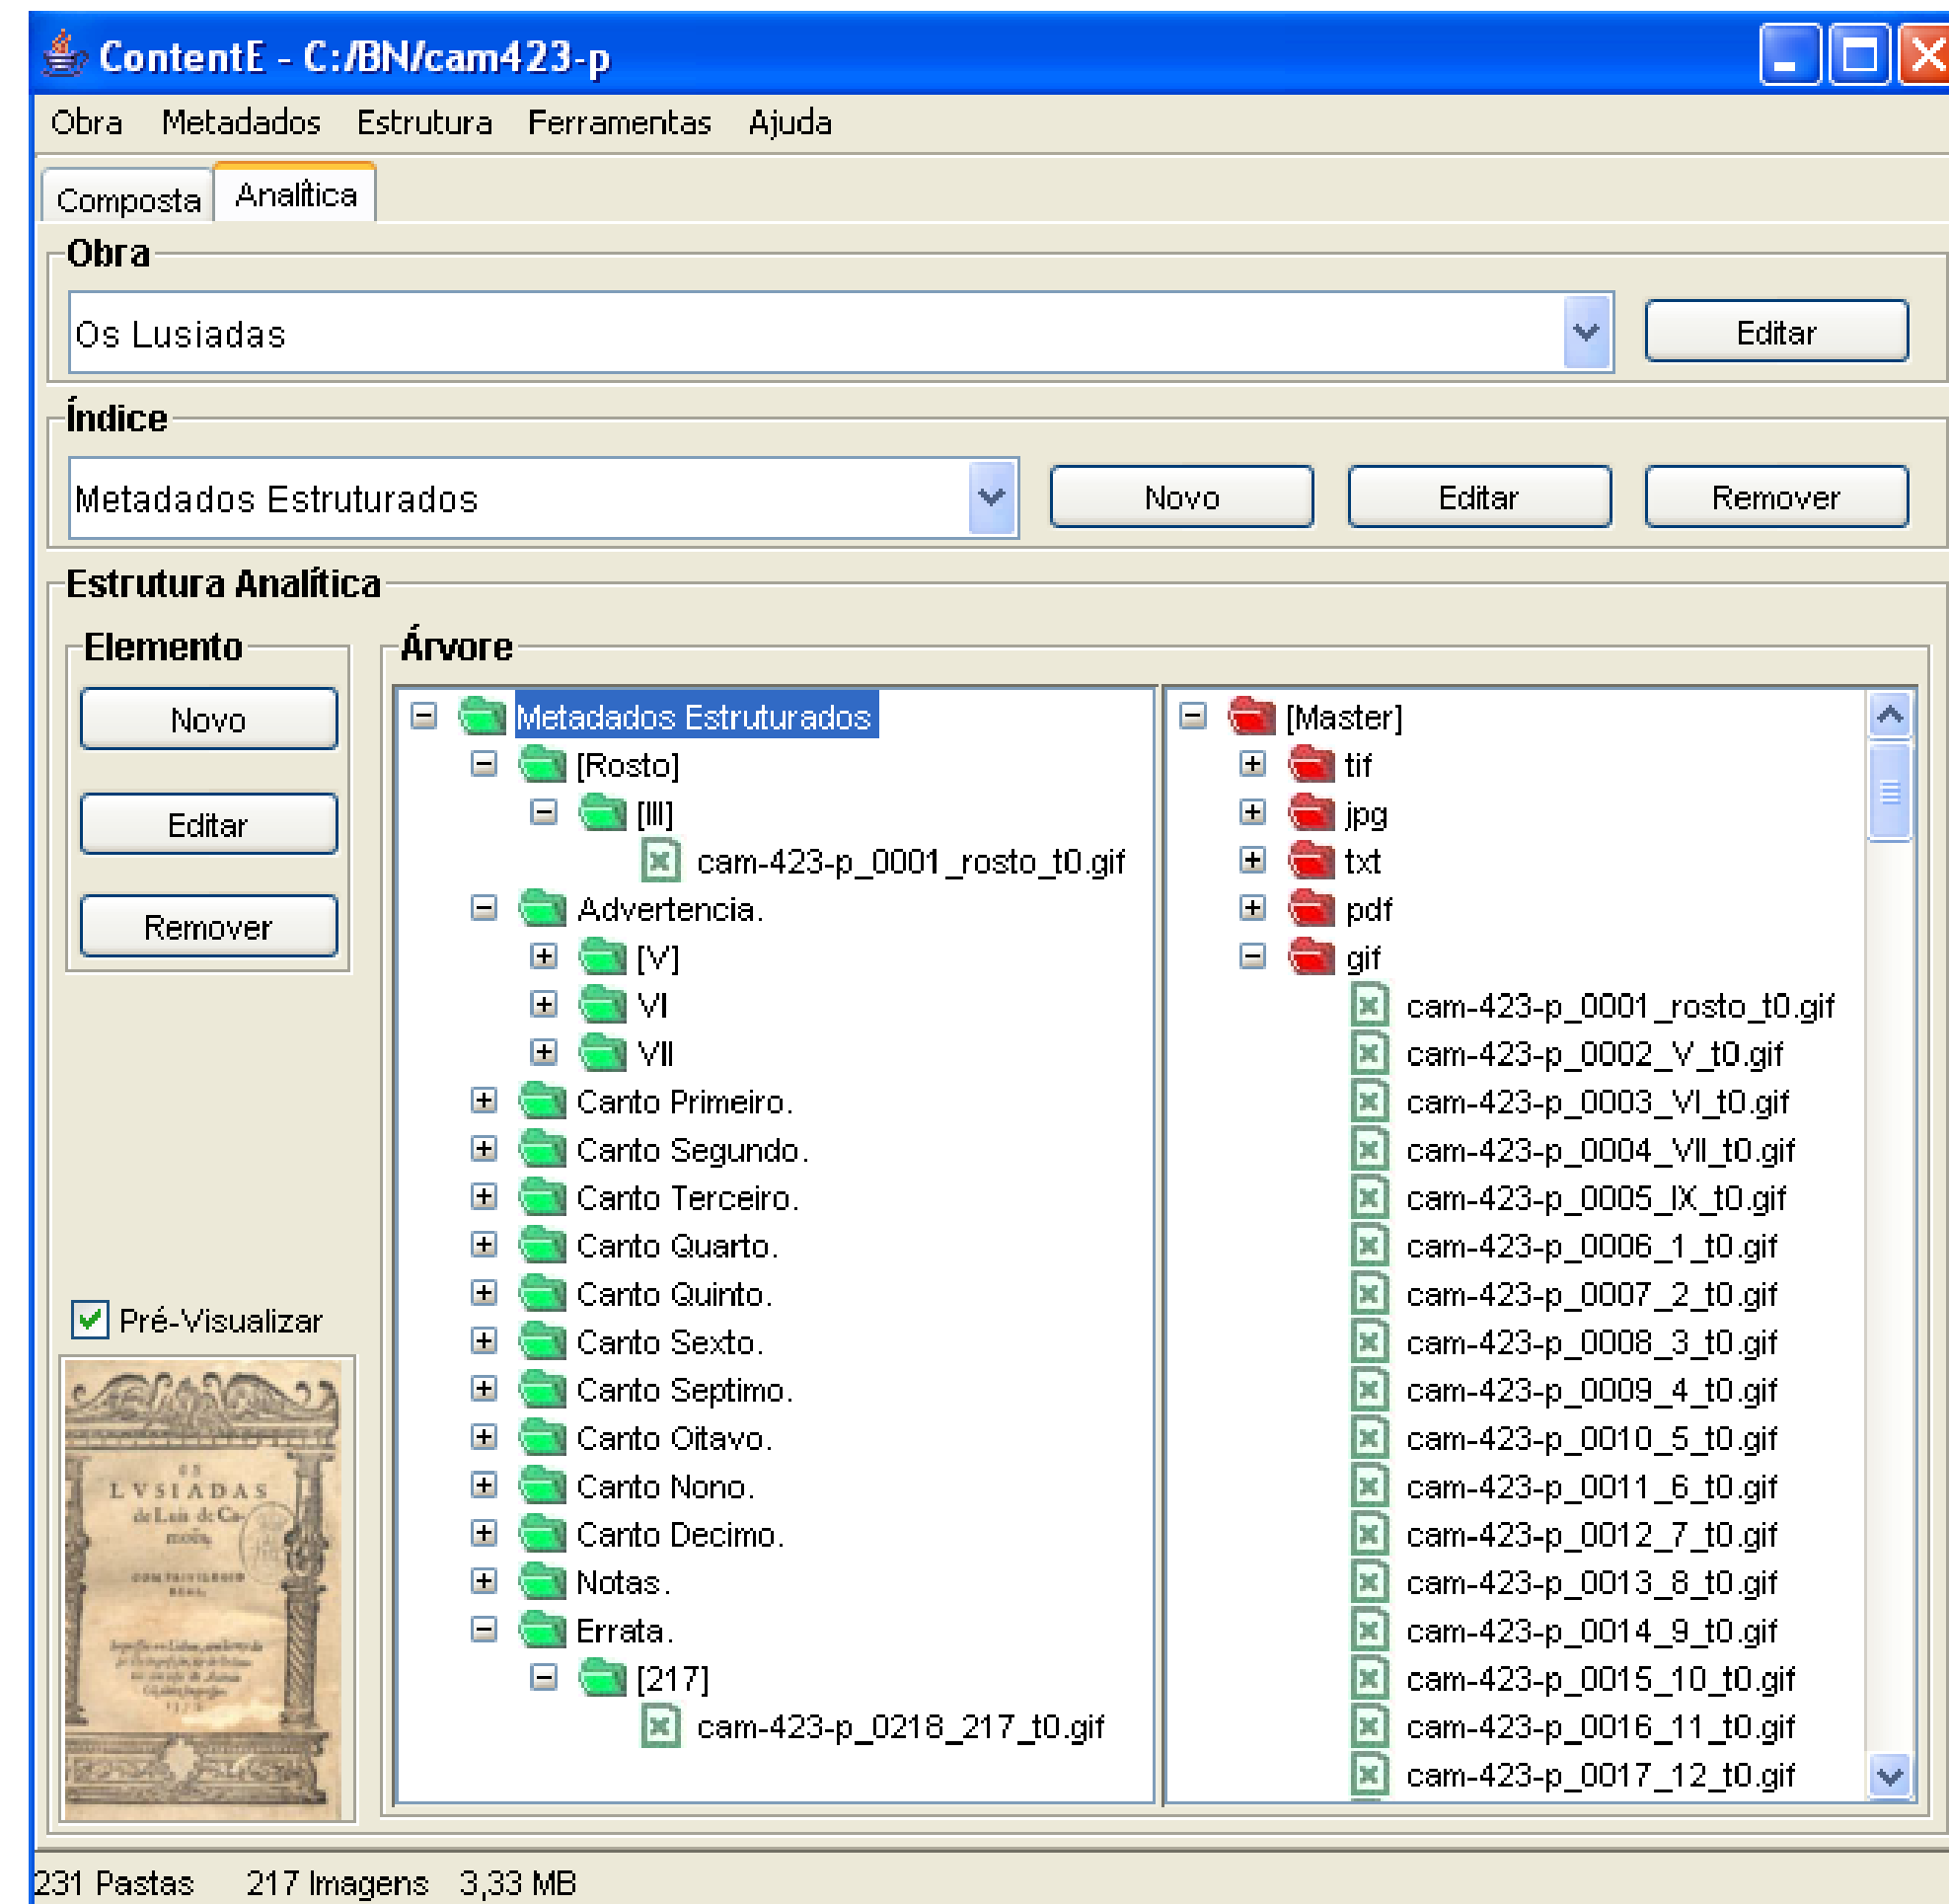 ContentE - C:/BN/cam423-p
Obra Metadados Estrutura Ferramentas Ajuda
Composta Analítica
Obra
Os Lusiadas Editar
Índice
Metadados Estruturados Novo Editar Remover
Estrutura Analítica
Elemento
Novo
Editar
Remover
Pré-Visualizar
LVSIADAS
de Luis de Ca-
Árvore
Metadados Estruturados
[Rosto]
[III]
cam-423-p_0001_rosto_t0.gif
Advertencia.
[V]
VI
VII
Canto Primeiro.
Canto Segundo.
Canto Terceiro.
Canto Quarto.
Canto Quinto.
Canto Sexto.
Canto Septimo.
Canto Oitavo.
Canto Nono.
Canto Decimo.
Notas.
Errata.
[217]
cam-423-p_0218_217_t0.gif
[Master]
tif
jpg
txt
pdf
gif
cam-423-p_0001_rosto_t0.gif
cam-423-p_0002_V_t0.gif
cam-423-p_0003_VI_t0.gif
cam-423-p_0004_VII_t0.gif
cam-423-p_0005_IX_t0.gif
cam-423-p_0006_1_t0.gif
cam-423-p_0007_2_t0.gif
cam-423-p_0008_3_t0.gif
cam-423-p_0009_4_t0.gif
cam-423-p_0010_5_t0.gif
cam-423-p_0011_6_t0.gif
cam-423-p_0012_7_t0.gif
cam-423-p_0013_8_t0.gif
cam-423-p_0014_9_t0.gif
cam-423-p_0015_10_t0.gif
cam-423-p_0016_11_t0.gif
cam-423-p_0017_12_t0.gif
231 Pastas 217 Imagens 3,33 MB